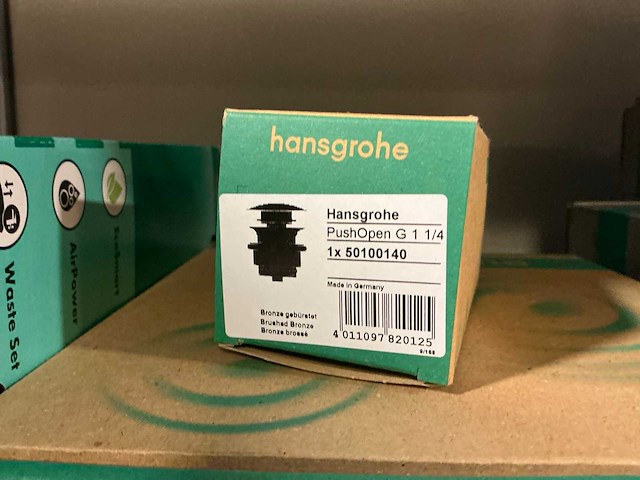 hansgrohe
Hansgrohe
PushOpen G 1 1/4
1x 50100140
Made in Germany
Bronze gebürstet
Brushed Bronze
Bronze brossé
4 011097 820125
Waste Set
AirPower
EcoSmart